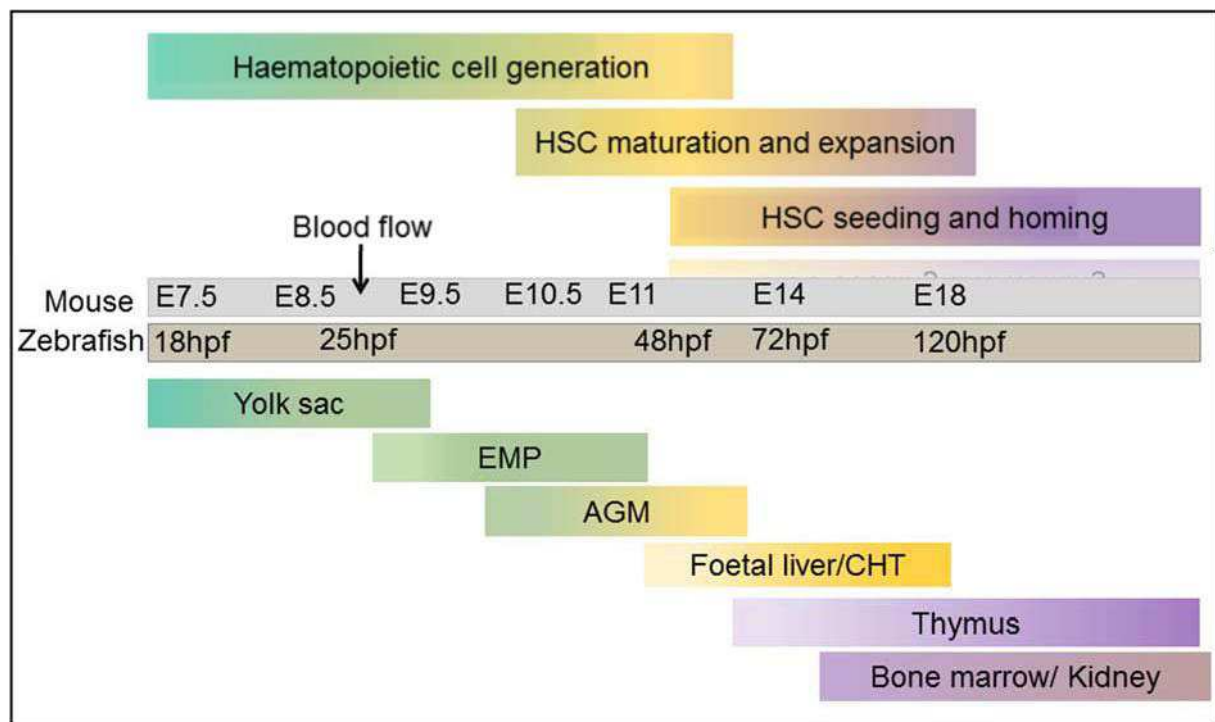 Haematopoietic cell generation
HSC maturation and expansion
HSC seeding and homing
Blood flow
Mouse E7.5 E8.5 E9.5 E10.5 E11 E14 E18
Zebrafish 18hpf 25hpf 48hpf 72hpf 120hpf
Yolk sac
EMP
AGM
Foetal liver/CHT
Thymus
Bone marrow/ Kidney